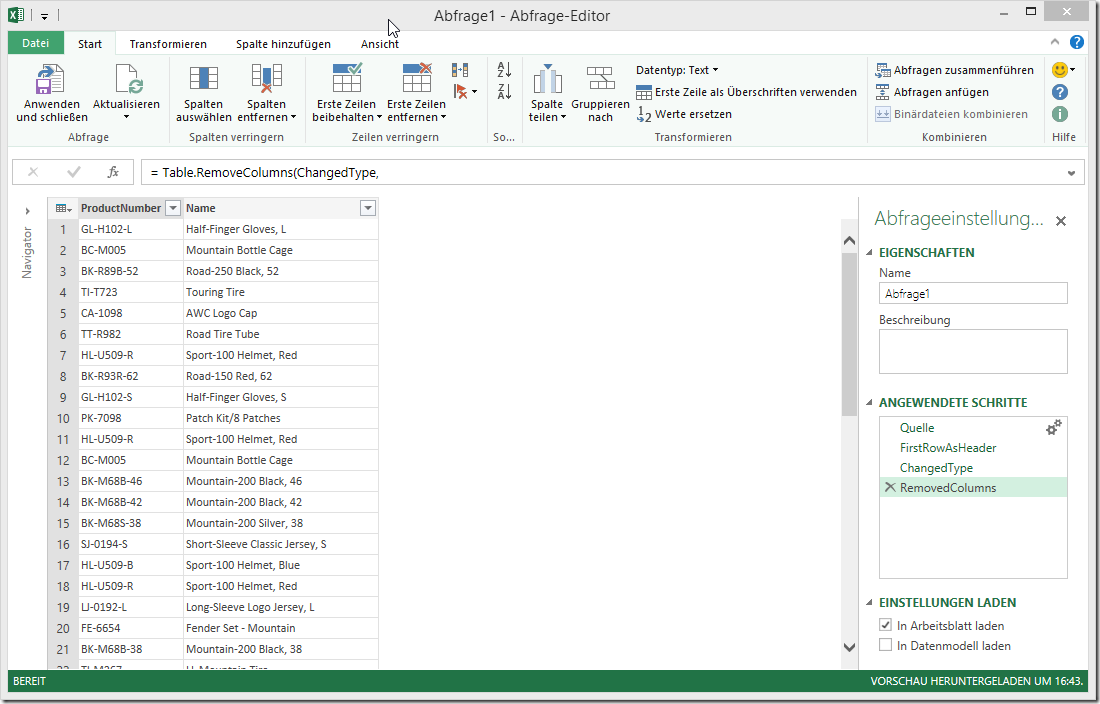 Abfrage1 - Abfrage-Editor
Datei Start Transformieren Spalte hinzufügen Ansicht
Anwenden und schließen
Aktualisieren
Spalten auswählen
Spalten entfernen
Erste Zeilen beibehalten
Erste Zeilen entfernen
Spalte teilen
Gruppieren nach
Datentyp: Text
Erste Zeile als Überschriften verwenden
Werte ersetzen
Abfragen zusammenführen
Abfragen anfügen
Binärdateien kombinieren
Abfrage Spalten verringern Zeilen verringern So... Transformieren Kombinieren Hilfe
fx = Table.RemoveColumns(ChangedType,
Navigator
ProductNumber Name
1 GL-H102-L Half-Finger Gloves, L
2 BC-M005 Mountain Bottle Cage
3 BK-R89B-52 Road-250 Black, 52
4 TI-T723 Touring Tire
5 CA-1098 AWC Logo Cap
6 TT-R982 Road Tire Tube
7 HL-U509-R Sport-100 Helmet, Red
8 BK-R93R-62 Road-150 Red, 62
9 GL-H102-S Half-Finger Gloves, S
10 PK-7098 Patch Kit/8 Patches
11 HL-U509-R Sport-100 Helmet, Red
12 BC-M005 Mountain Bottle Cage
13 BK-M68B-46 Mountain-200 Black, 46
14 BK-M68B-42 Mountain-200 Black, 42
15 BK-M68S-38 Mountain-200 Silver, 38
16 SJ-0194-S Short-Sleeve Classic Jersey, S
17 HL-U509-B Sport-100 Helmet, Blue
18 HL-U509-R Sport-100 Helmet, Red
19 LJ-0192-L Long-Sleeve Logo Jersey, L
20 FE-6654 Fender Set - Mountain
21 BK-M68B-38 Mountain-200 Black, 38
Abfrageeinstellung...
EIGENSCHAFTEN
Name
Abfrage1
Beschreibung
ANGEWENDETE SCHRITTE
Quelle
FirstRowAsHeader
ChangedType
RemovedColumns
EINSTELLUNGEN LADEN
In Arbeitsblatt laden
In Datenmodell laden
BEREIT VORSCHAU HERUNTERGELADEN UM 16:43.